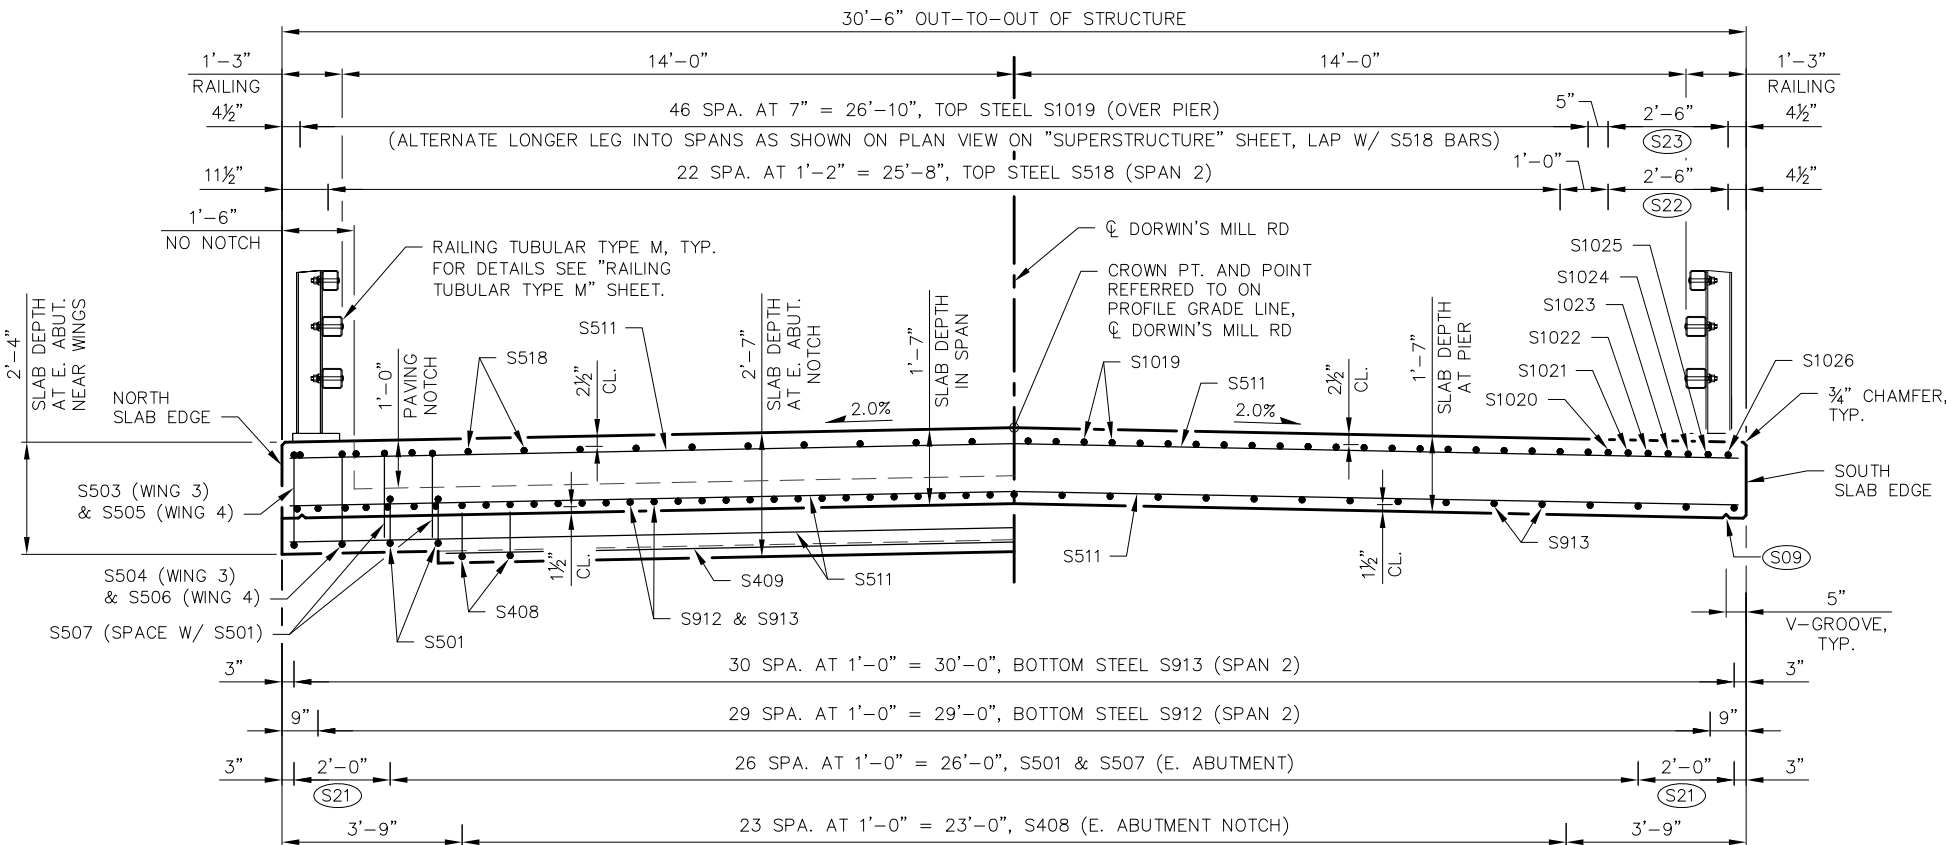 30'-6" OUT-TO-OUT OF STRUCTURE
1'-3"
RAILING
14'-0"
14'-0"
1'-3"
RAILING
4½"
46 SPA. AT 7" = 26'-10", TOP STEEL S1019 (OVER PIER)
5"
2'-6"
S23
4½"
(ALTERNATE LONGER LEG INTO SPANS AS SHOWN ON PLAN VIEW ON "SUPERSTRUCTURE" SHEET, LAP W/ S518 BARS)
11½"
22 SPA. AT 1'-2" = 25'-8", TOP STEEL S518 (SPAN 2)
1'-0"
2'-6"
S22
4½"
1'-6"
NO NOTCH
RAILING TUBULAR TYPE M, TYP.
FOR DETAILS SEE "RAILING
TUBULAR TYPE M" SHEET.
℄ DORWIN'S MILL RD
CROWN PT. AND POINT
REFERRED TO ON
PROFILE GRADE LINE,
℄ DORWIN'S MILL RD
S1025
S1024
S1023
S1022
S1021
S1020
S1026
¾" CHAMFER,
TYP.
2'-4"
SLAB DEPTH
AT E. ABUT.
NEAR WINGS
NORTH
SLAB EDGE
1'-0"
PAVING
NOTCH
S518
S511
2½"
CL.
2'-7"
SLAB DEPTH
AT E. ABUT.
NOTCH
1'-7"
SLAB DEPTH
IN SPAN
2.0%
S1019
S511
2.0%
2½"
CL.
1'-7"
SLAB DEPTH
AT PIER
SOUTH
SLAB EDGE
S503 (WING 3)
& S505 (WING 4)
S504 (WING 3)
& S506 (WING 4)
S507 (SPACE W/ S501)
S501
S408
1½"
CL.
S409
S912 & S913
S511
S511
1½"
CL.
S913
S09
5"
V-GROOVE,
TYP.
3"
30 SPA. AT 1'-0" = 30'-0", BOTTOM STEEL S913 (SPAN 2)
3"
9"
29 SPA. AT 1'-0" = 29'-0", BOTTOM STEEL S912 (SPAN 2)
9"
3"
2'-0"
S21
26 SPA. AT 1'-0" = 26'-0", S501 & S507 (E. ABUTMENT)
2'-0"
S21
3"
3'-9"
23 SPA. AT 1'-0" = 23'-0", S408 (E. ABUTMENT NOTCH)
3'-9"